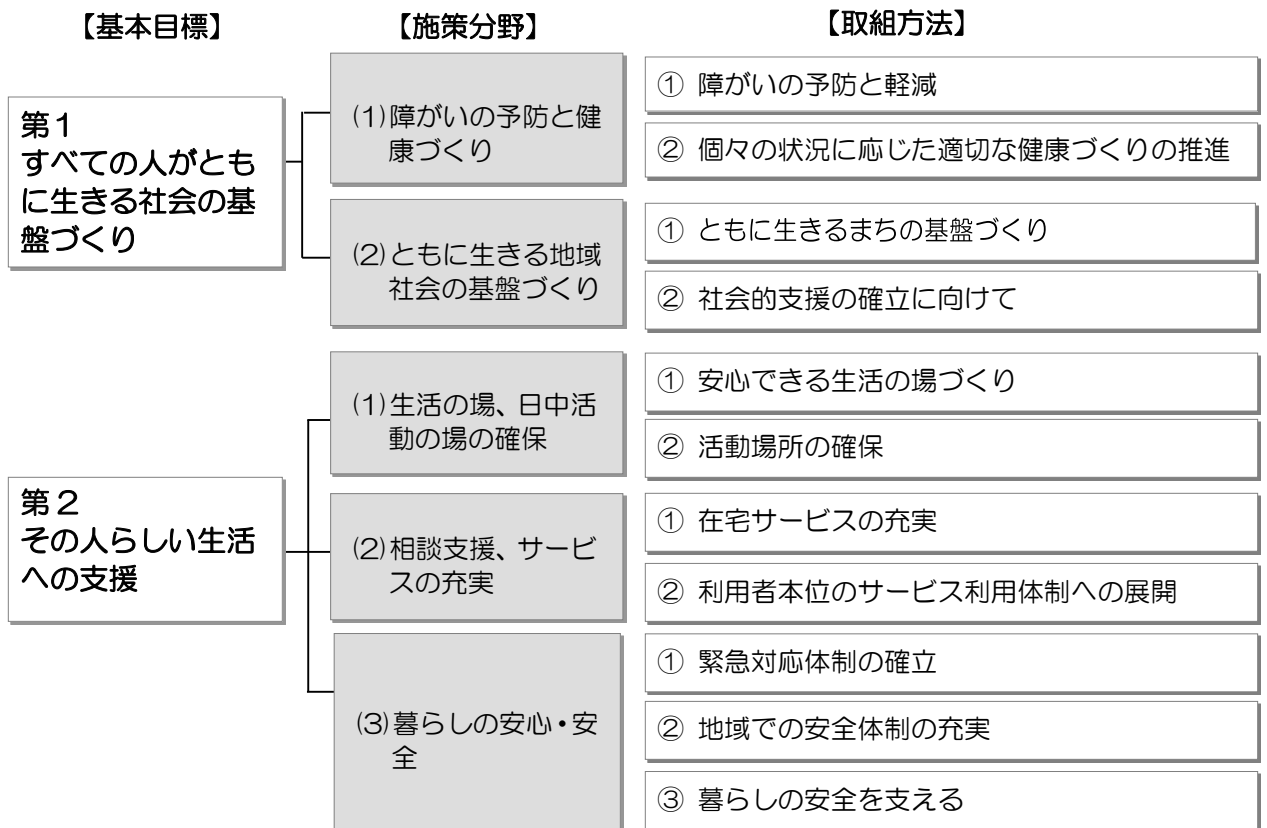 【基本目標】
【施策分野】
【取組方法】
第1
すべての人がとも
に生きる社会の基
盤づくり
(1)障がいの予防と健
康づくり
① 障がいの予防と軽減
② 個々の状況に応じた適切な健康づくりの推進
(2)ともに生きる地域
社会の基盤づくり
① ともに生きるまちの基盤づくり
② 社会的支援の確立に向けて
第2
その人らしい生活
への支援
(1)生活の場、日中活
動の場の確保
① 安心できる生活の場づくり
② 活動場所の確保
(2)相談支援、サービ
スの充実
① 在宅サービスの充実
② 利用者本位のサービス利用体制への展開
(3)暮らしの安心・安
全
① 緊急対応体制の確立
② 地域での安全体制の充実
③ 暮らしの安全を支える